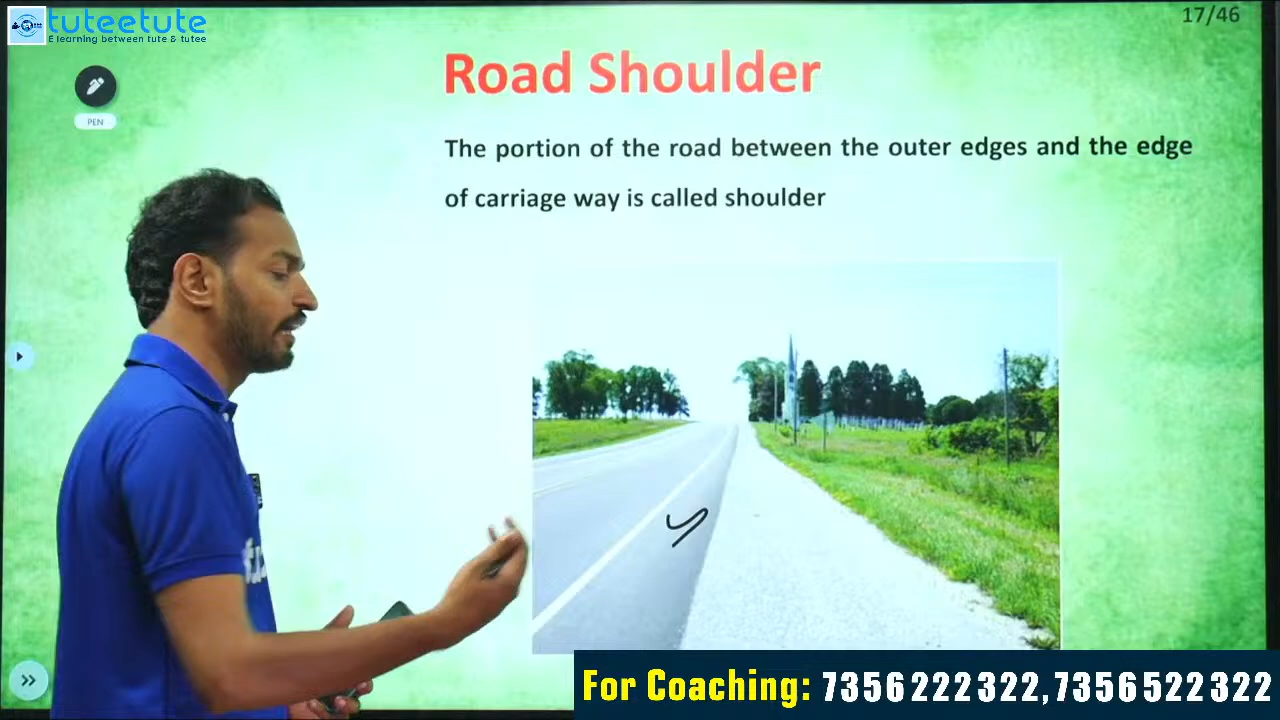 tuteetute
E learning between tute & tutee
17/46
Road Shoulder
PEN
The portion of the road between the outer edges and the edge
of carriage way is called shoulder
For Coaching: 7356222322,7356522322